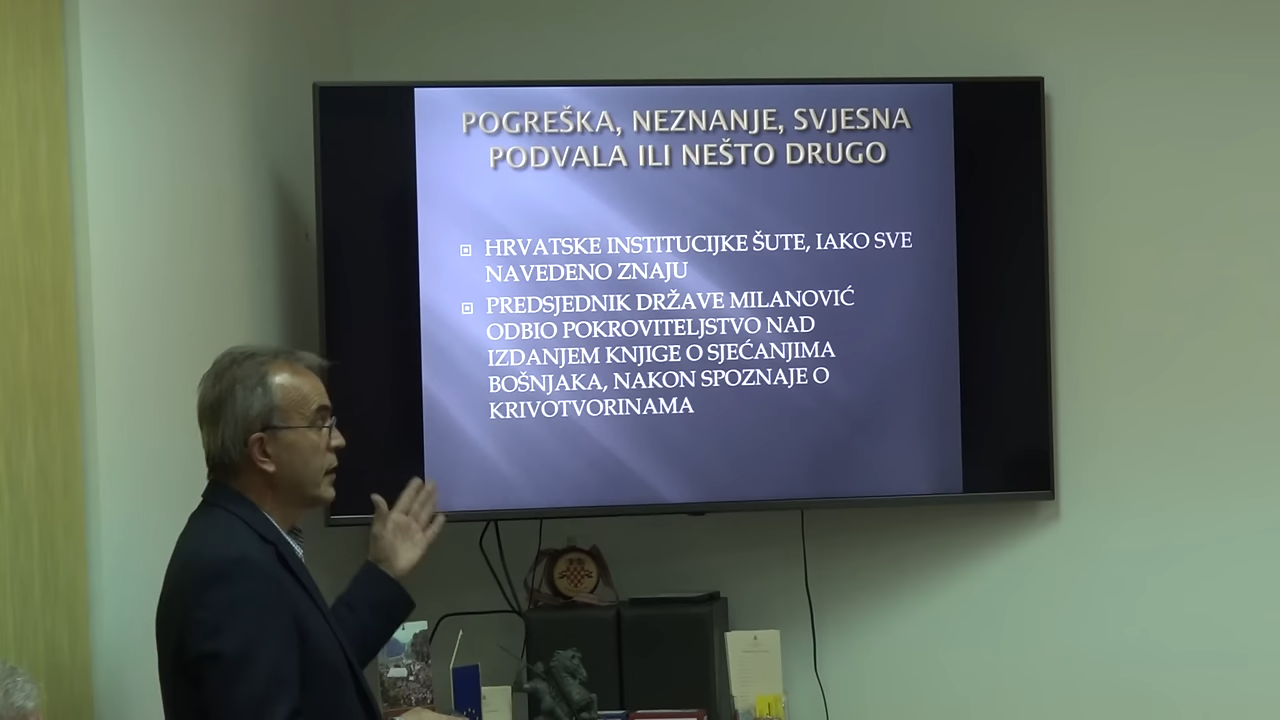 POGREŠKA, NEZNANJE, SVJESNA
PODVALA ILI NEŠTO DRUGO
HRVATSKE INSTITUCIJKE ŠUTE, IAKO SVE
NAVEDENO ZNAJU
PREDSJEDNIK DRŽAVE MILANOVIĆ
ODBIO POKROVITELJSTVO NAD
IZDANJEM KNJIGE O SJEĆANJIMA
BOŠNJAKA, NAKON SPOZNAJE O
KRIVOTVORINAMA